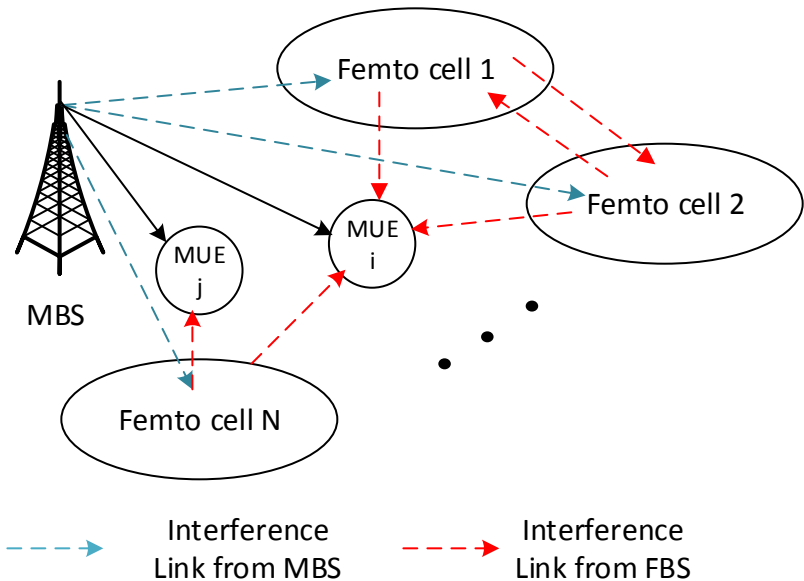 Femto cell 1
Femto cell 2
MUE
i
MUE
j
MBS
Femto cell N
Interference
Link from MBS
Interference
Link from FBS